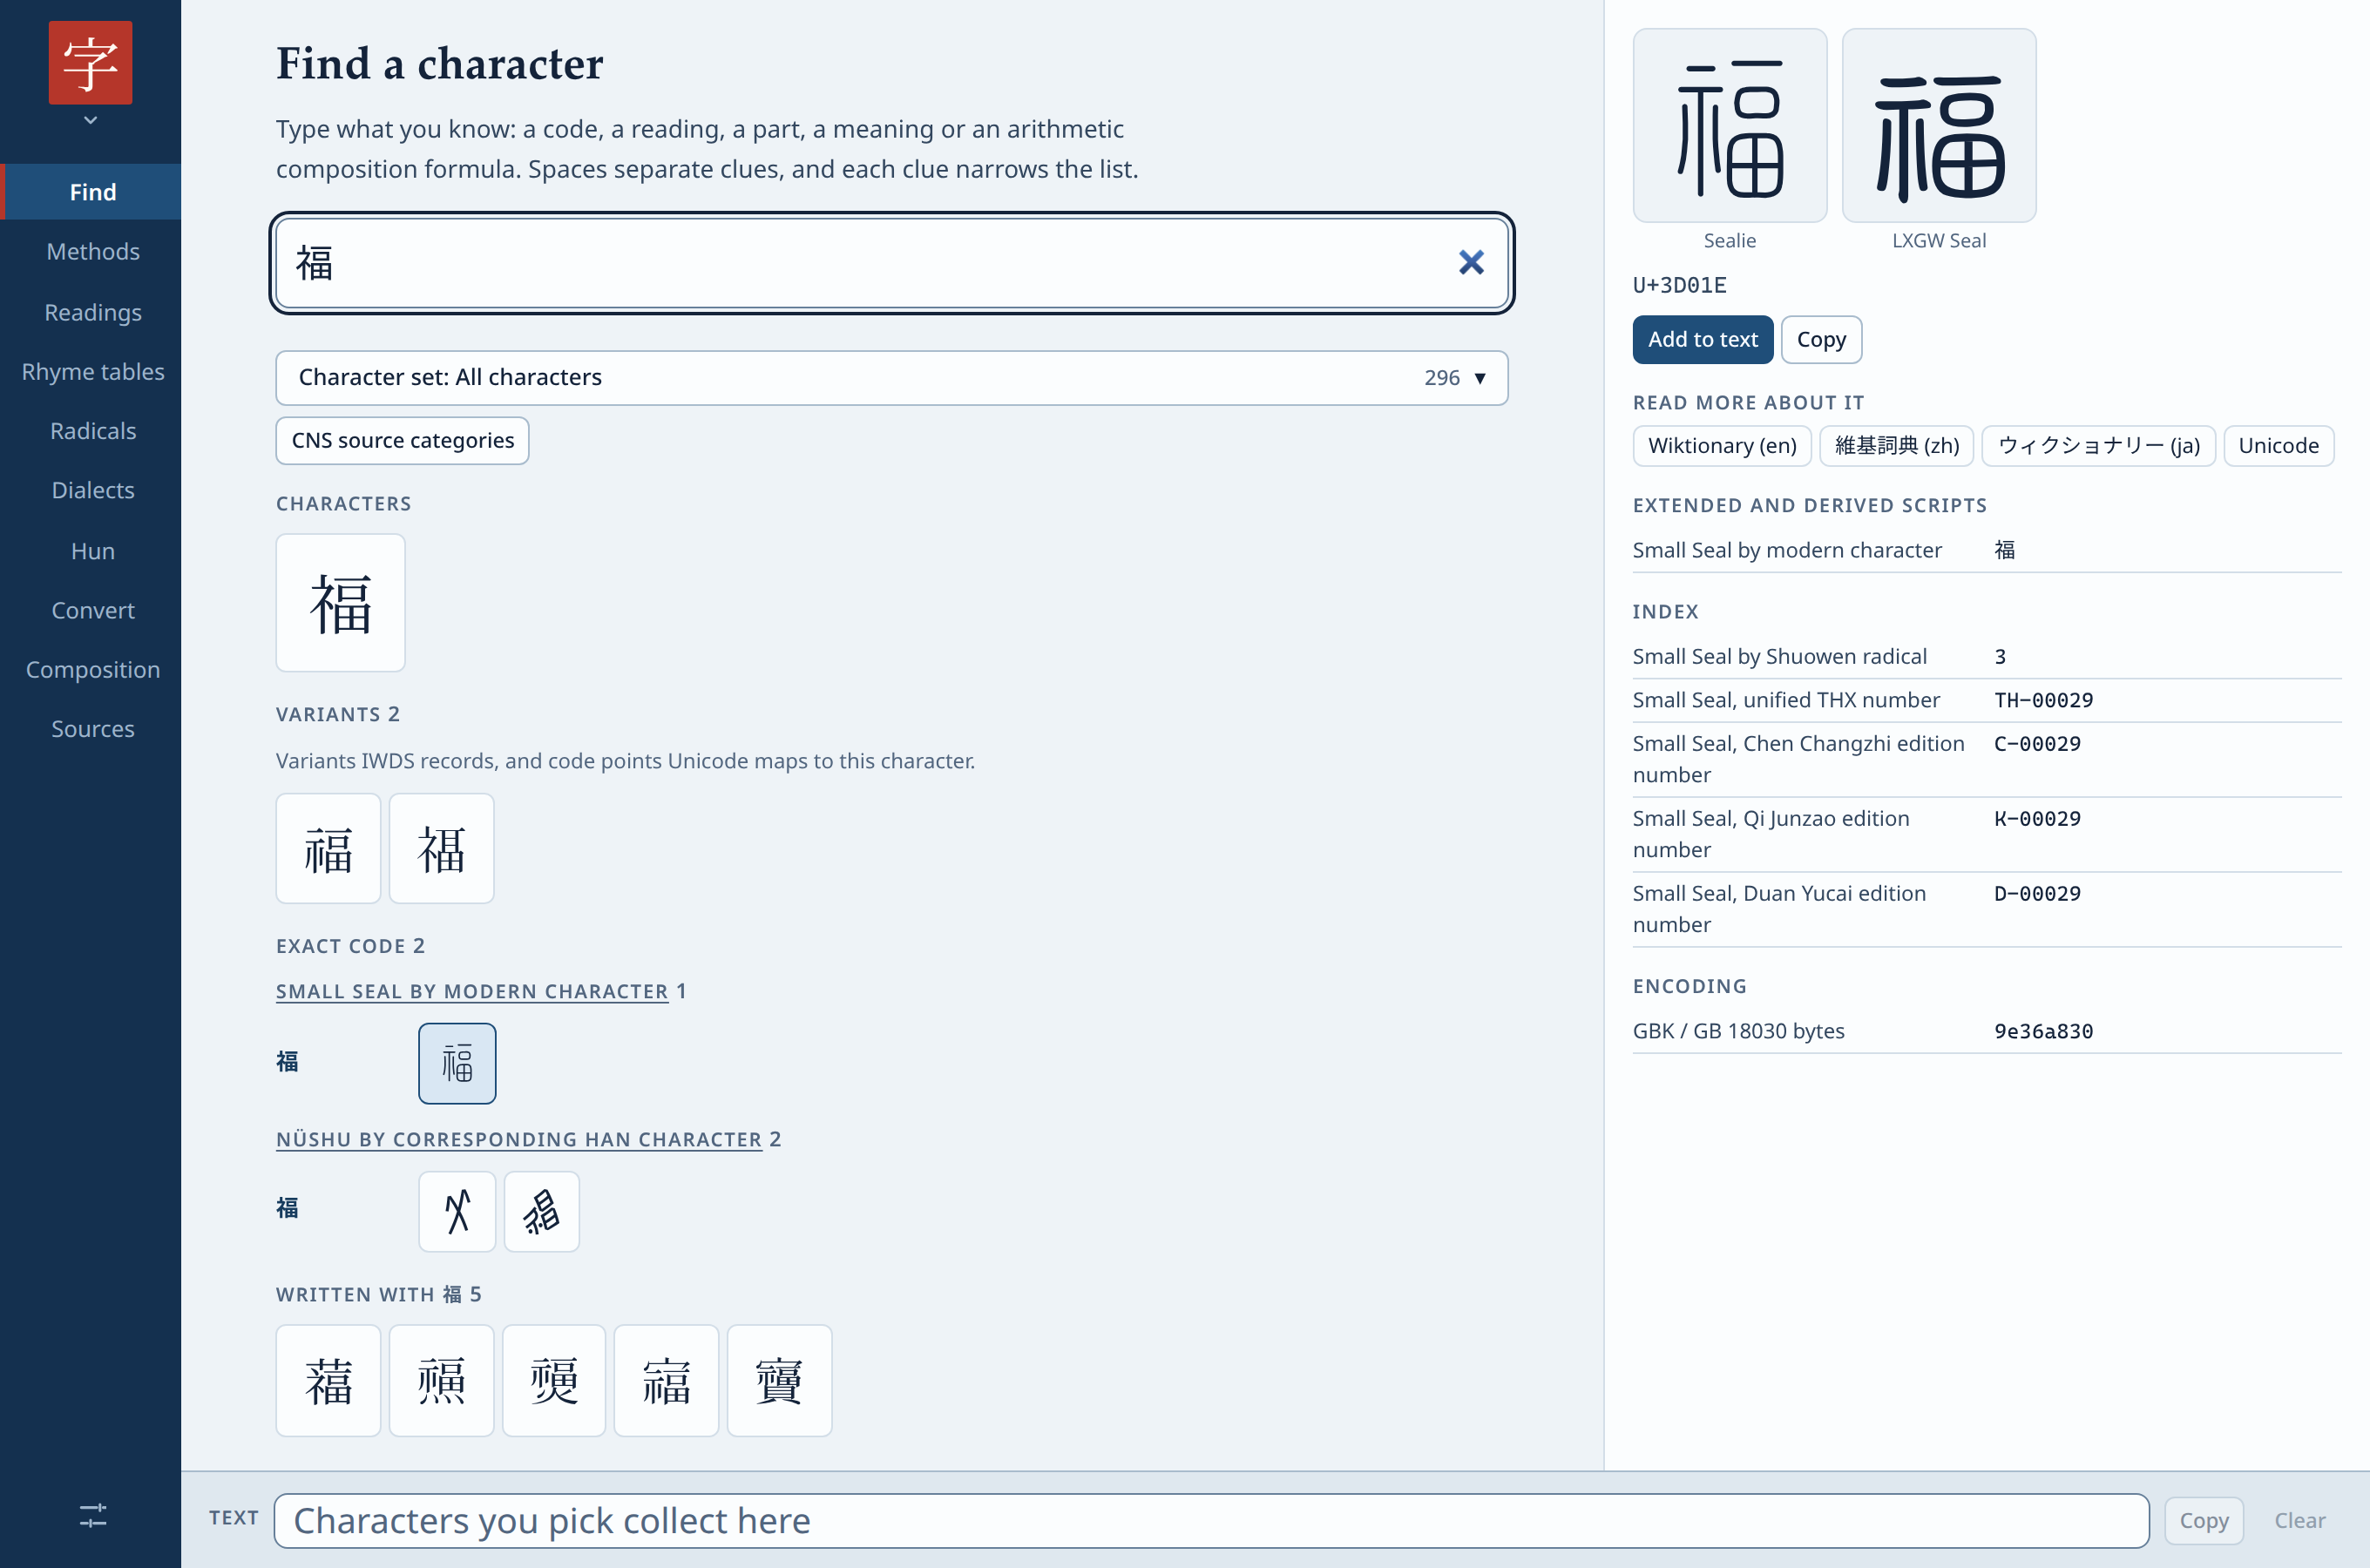 字
Find
Methods
Readings
Rhyme tables
Radicals
Dialects
Hun
Convert
Composition
Sources
Find a character
Type what you know: a code, a reading, a part, a meaning or an arithmetic
composition formula. Spaces separate clues, and each clue narrows the list.
福
Character set: All characters 296 ▼
CNS source categories
CHARACTERS
福
VARIANTS 2
Variants IWDS records, and code points Unicode maps to this character.
EXACT CODE 2
SMALL SEAL BY MODERN CHARACTER 1
福
NÜSHU BY CORRESPONDING HAN CHARACTER 2
福
WRITTEN WITH 福 5
Sealie
LXGW Seal
U+3D01E
Add to text Copy
READ MORE ABOUT IT
Wiktionary (en) 維基詞典 (zh) ウィクショナリー (ja) Unicode
EXTENDED AND DERIVED SCRIPTS
Small Seal by modern character 福
INDEX
Small Seal by Shuowen radical 3
Small Seal, unified THX number TH-00029
Small Seal, Chen Changzhi edition C-00029
number
Small Seal, Qi Junzao edition K-00029
number
Small Seal, Duan Yucai edition D-00029
number
ENCODING
GBK / GB 18030 bytes 9e36a830
TEXT Characters you pick collect here Copy Clear